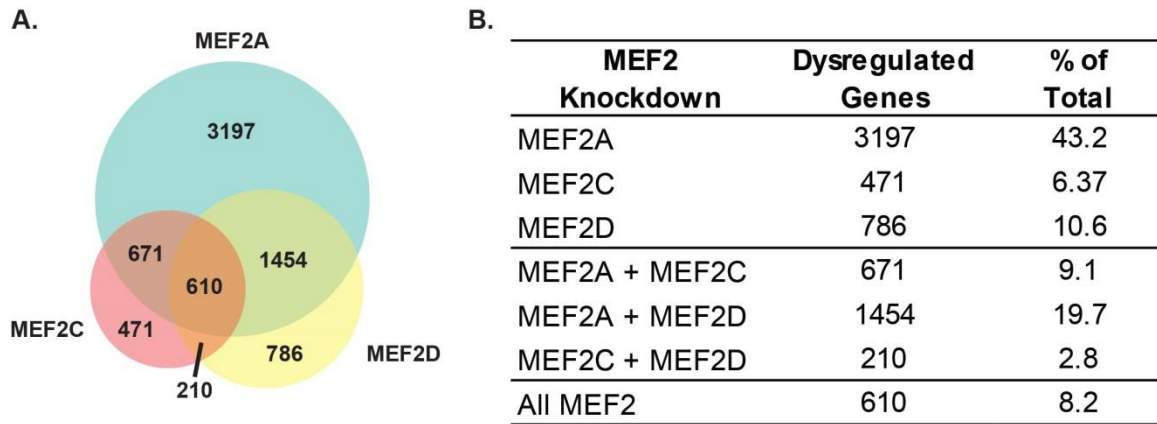 A.
MEF2A
3197
671
1454
610
MEF2C
471
786
MEF2D
210
B.
MEF2 Knockdown Dysregulated Genes % of Total
MEF2A 3197 43.2
MEF2C 471 6.37
MEF2D 786 10.6
MEF2A + MEF2C 671 9.1
MEF2A + MEF2D 1454 19.7
MEF2C + MEF2D 210 2.8
All MEF2 610 8.2